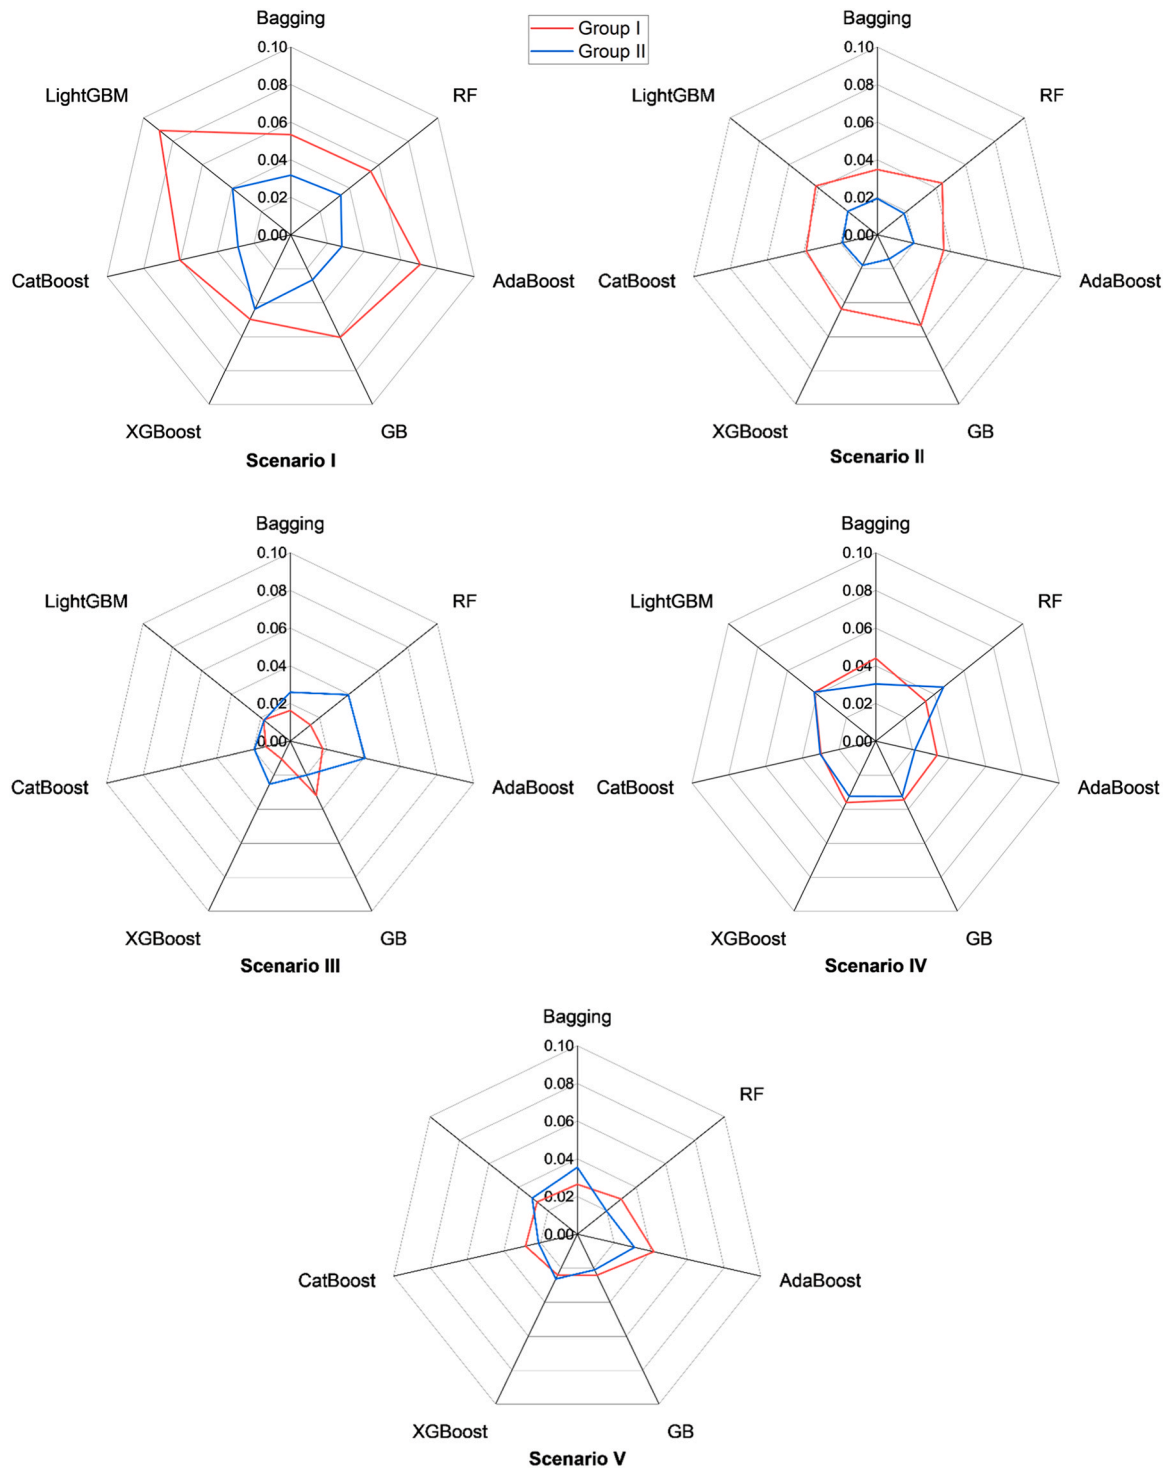 Group I
Group II
Bagging
0.10
0.08
0.06
0.04
0.02
0.00
LightGBM
RF
CatBoost
AdaBoost
XGBoost
GB
Scenario I
Bagging
0.10
0.08
0.06
0.04
0.02
0.00
LightGBM
RF
CatBoost
AdaBoost
XGBoost
GB
Scenario II
Bagging
0.10
0.08
0.06
0.04
0.02
0.00
LightGBM
RF
CatBoost
AdaBoost
XGBoost
GB
Scenario III
Bagging
0.10
0.08
0.06
0.04
0.02
0.00
LightGBM
RF
CatBoost
AdaBoost
XGBoost
GB
Scenario IV
Bagging
0.10
0.08
0.06
0.04
0.02
0.00
RF
CatBoost
AdaBoost
XGBoost
GB
Scenario V